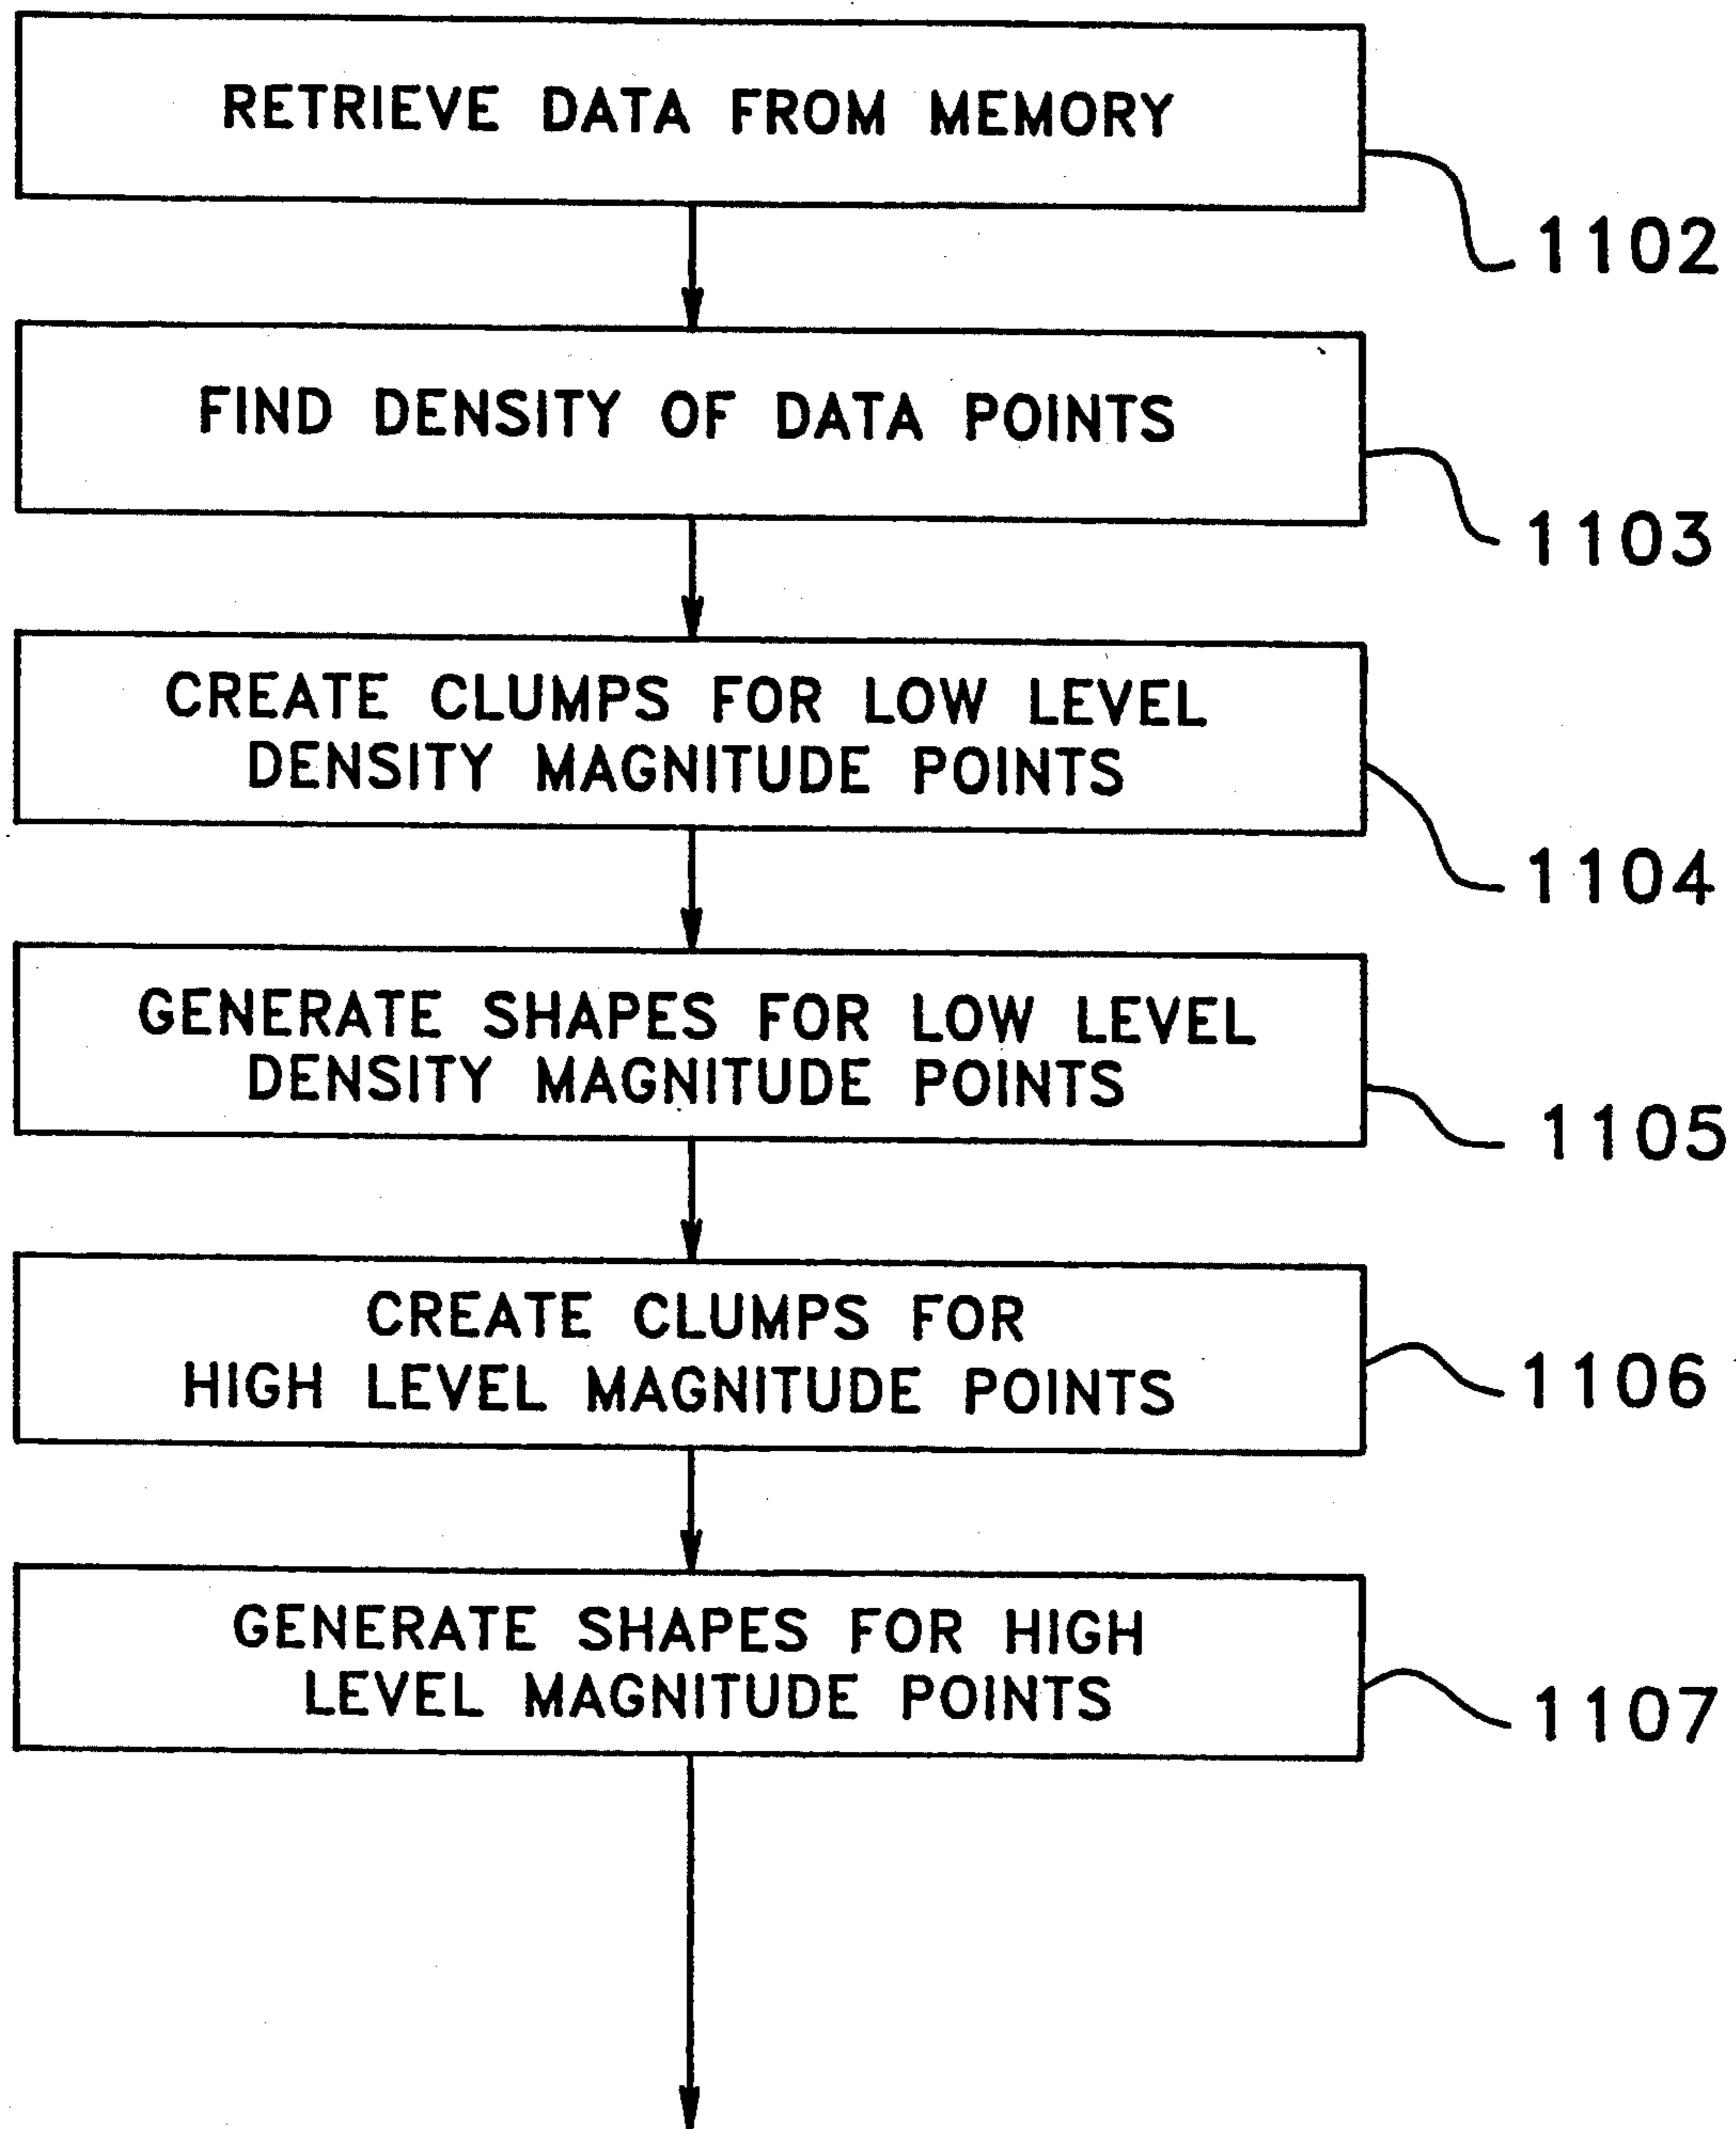 RETRIEVE DATA FROM MEMORY
1102
FIND DENSITY OF DATA POINTS
1103
CREATE CLUMPS FOR LOW LEVEL
DENSITY MAGNITUDE POINTS
1104
GENERATE SHAPES FOR LOW LEVEL
DENSITY MAGNITUDE POINTS
1105
CREATE CLUMPS FOR
HIGH LEVEL MAGNITUDE POINTS
1106
GENERATE SHAPES FOR HIGH
LEVEL MAGNITUDE POINTS
1107